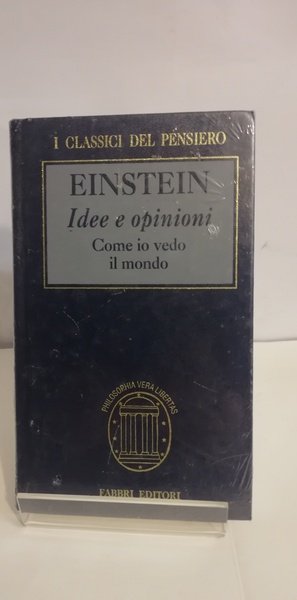 I CLASSICI DEL PENSIERO
EINSTEIN
Idee e opinioni
Come io vedo
il mondo
PHILOSOPHIA VERA LIBERTAS
FABBRI EDITORI